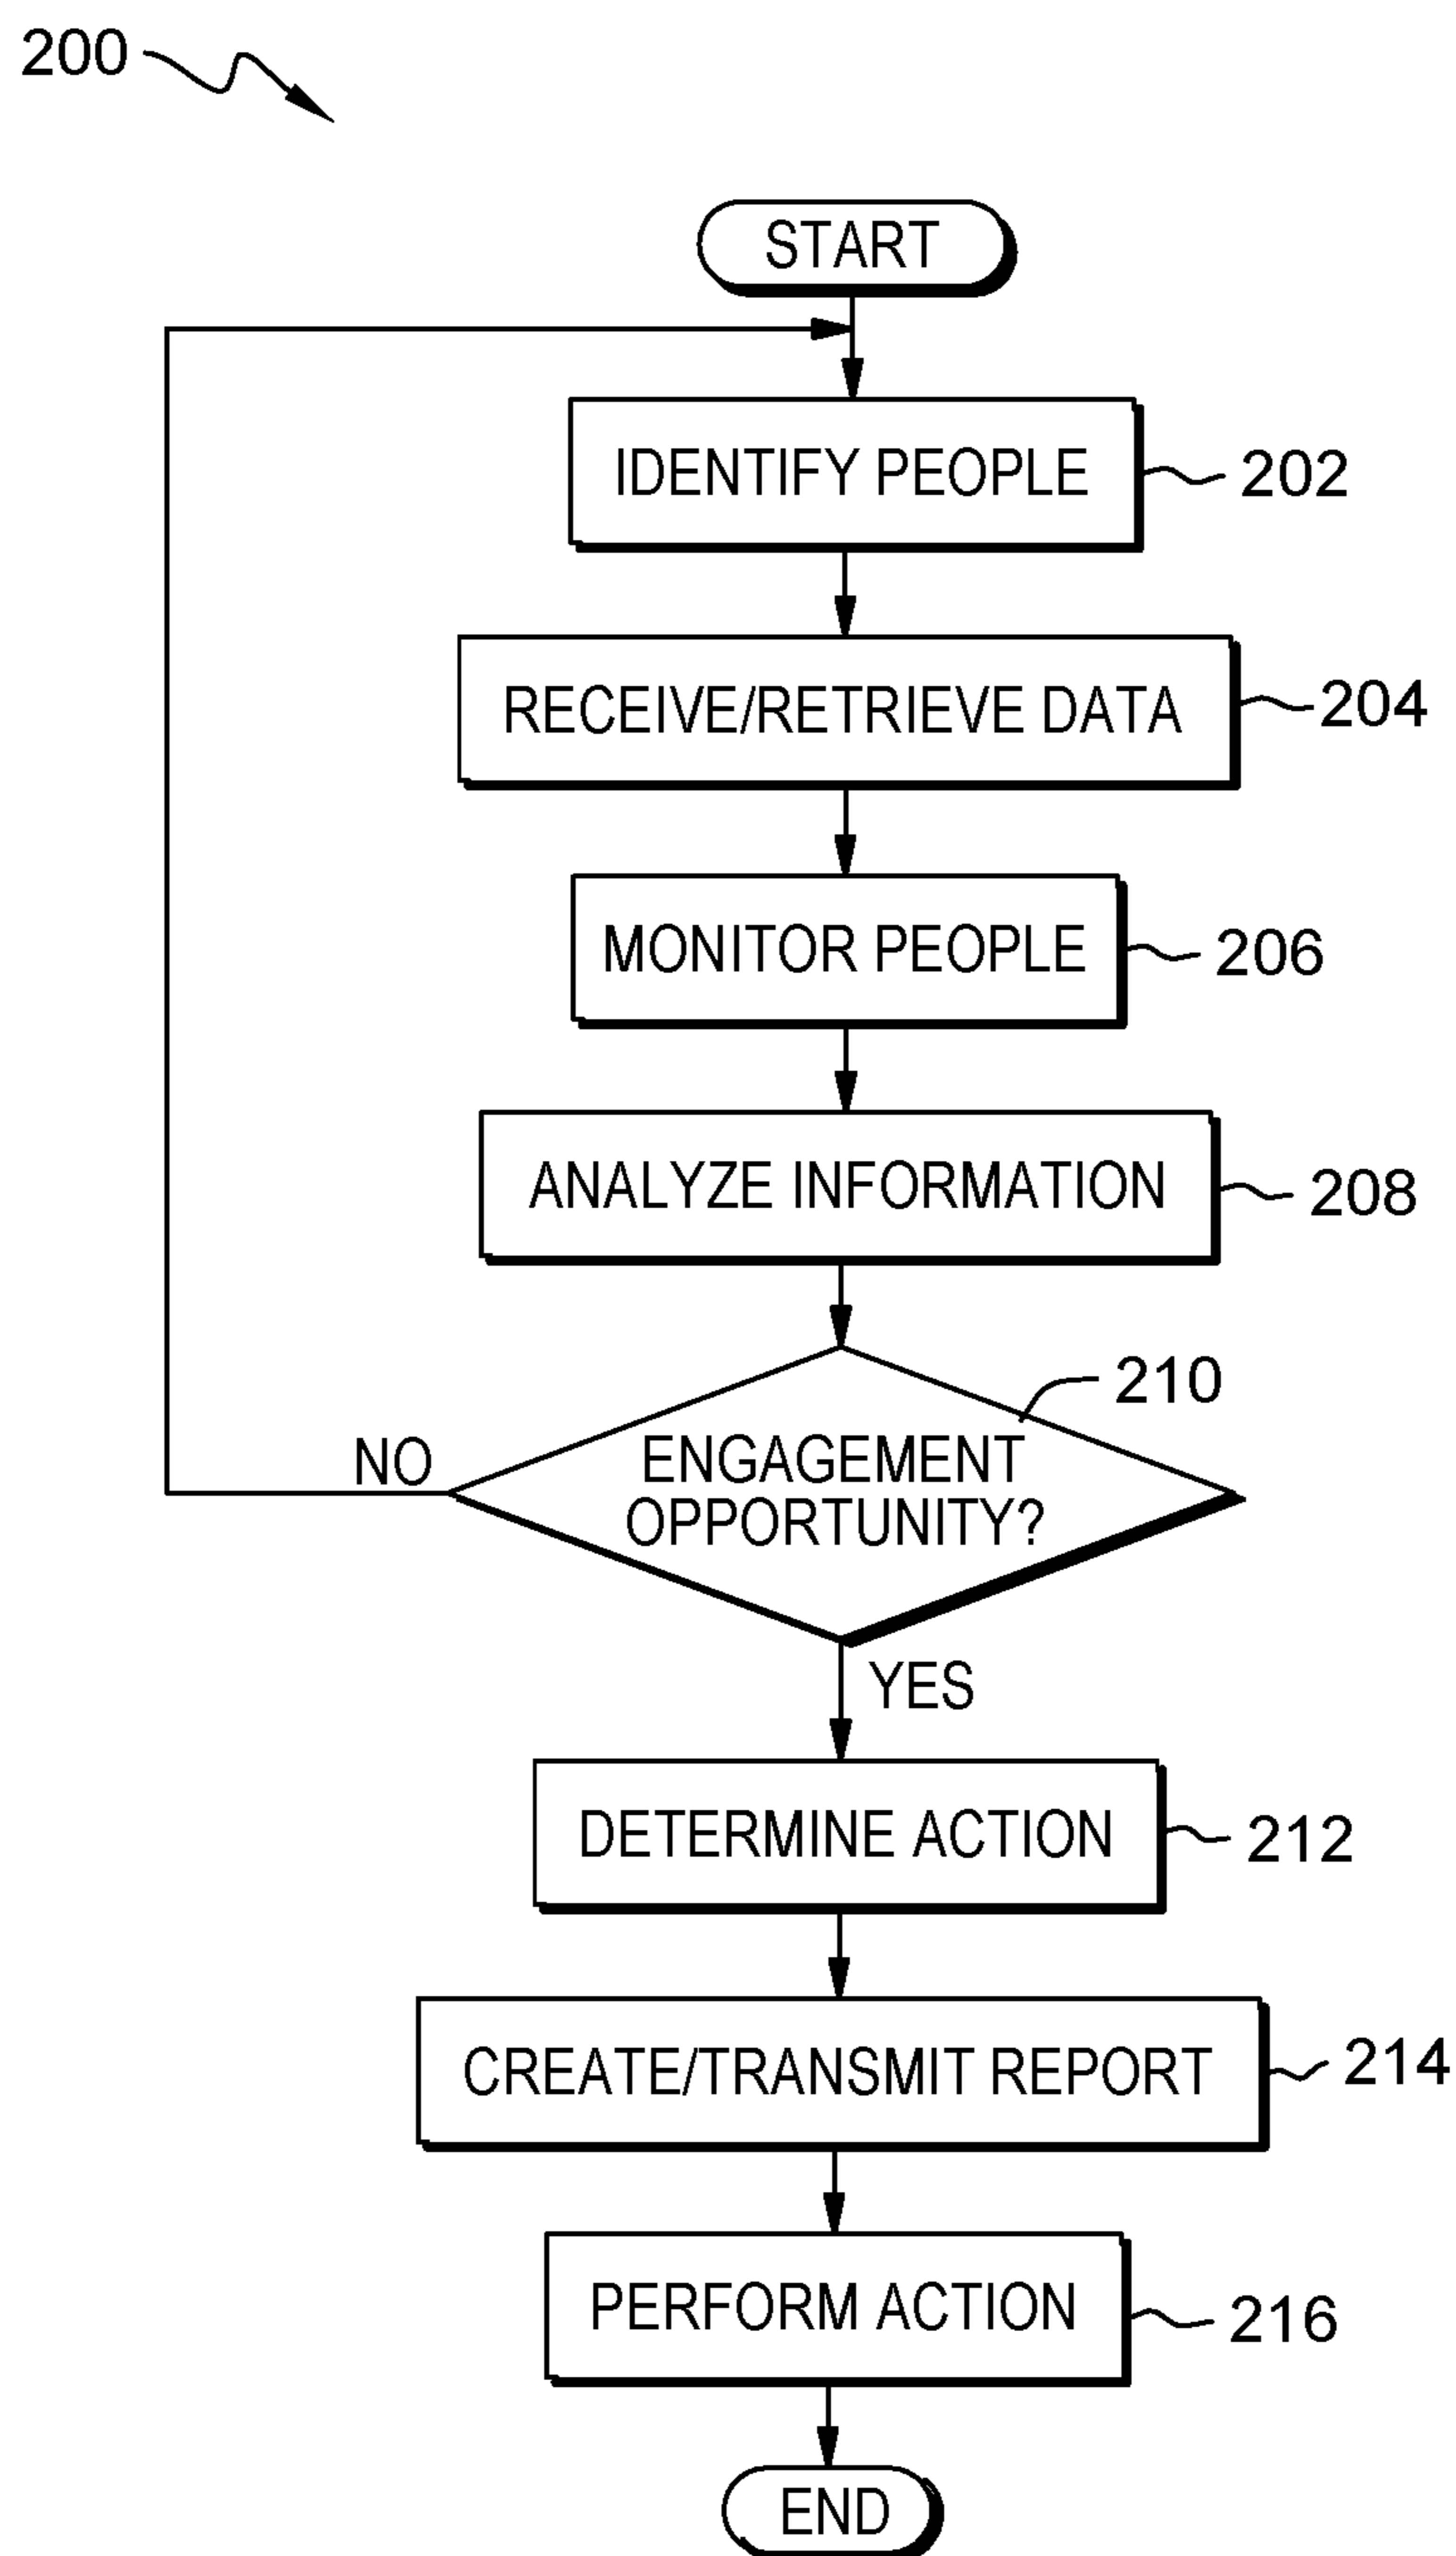 200
START
IDENTIFY PEOPLE
202
RECEIVE/RETRIEVE DATA
204
MONITOR PEOPLE
206
ANALYZE INFORMATION
208
210
ENGAGEMENT
OPPORTUNITY?
NO
YES
DETERMINE ACTION
212
CREATE/TRANSMIT REPORT
214
PERFORM ACTION
216
END